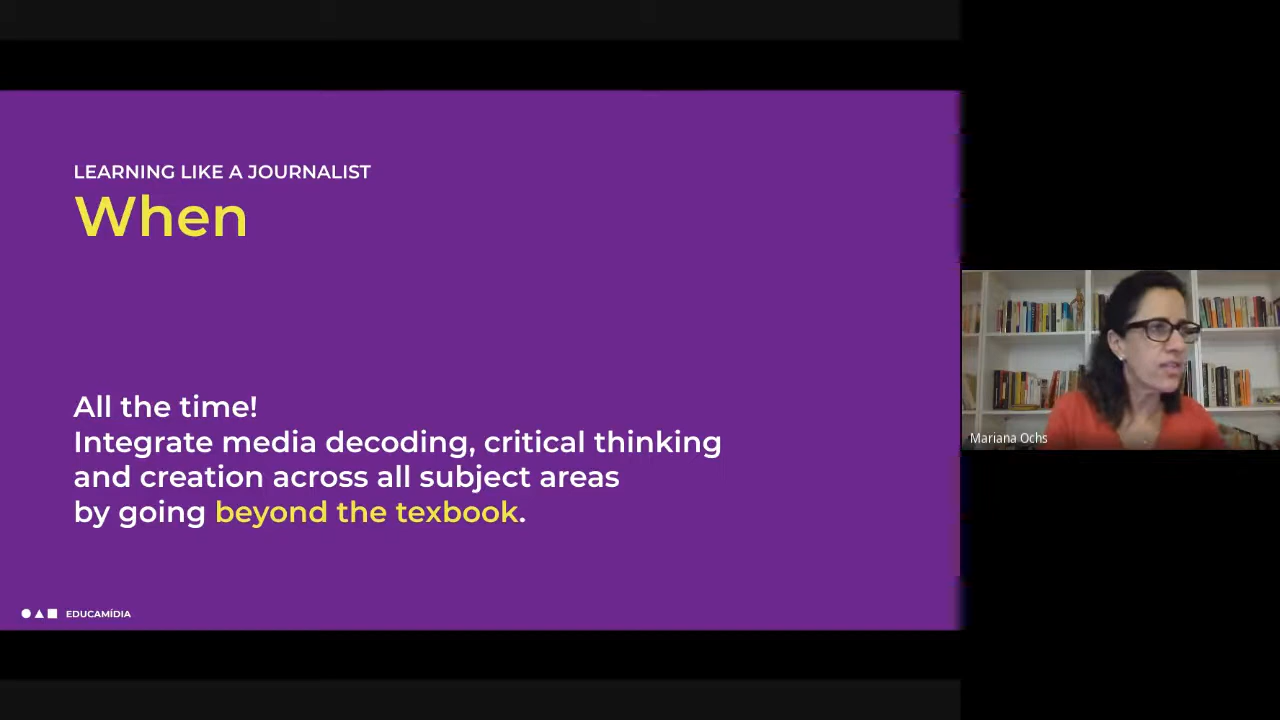 LEARNING LIKE A JOURNALIST
When
All the time!
Integrate media decoding, critical thinking
and creation across all subject areas
by going beyond the texbook.
EDUCAMÍDIA
Mariana Ochs